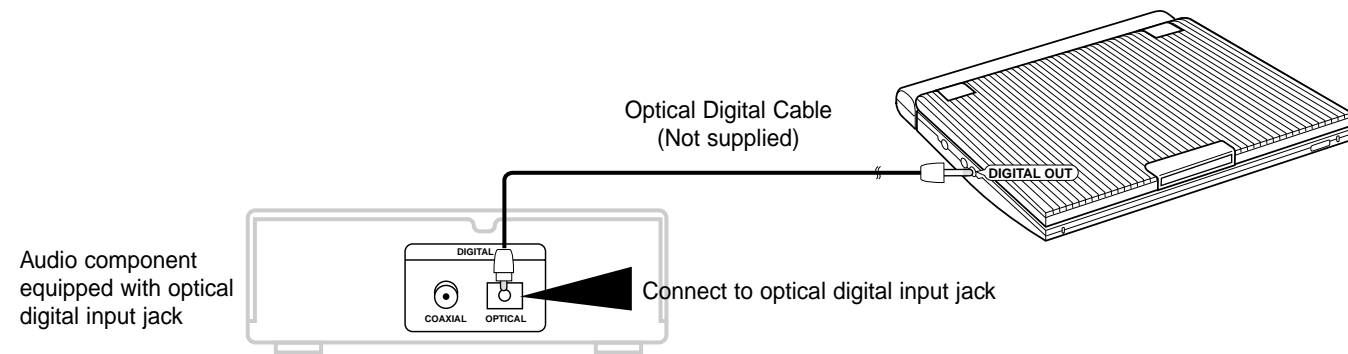 Optical Digital Cable
(Not supplied)
DIGITAL OUT
DIGITAL
Audio component
equipped with optical
digital input jack
Connect to optical digital input jack
COAXIAL
OPTICAL